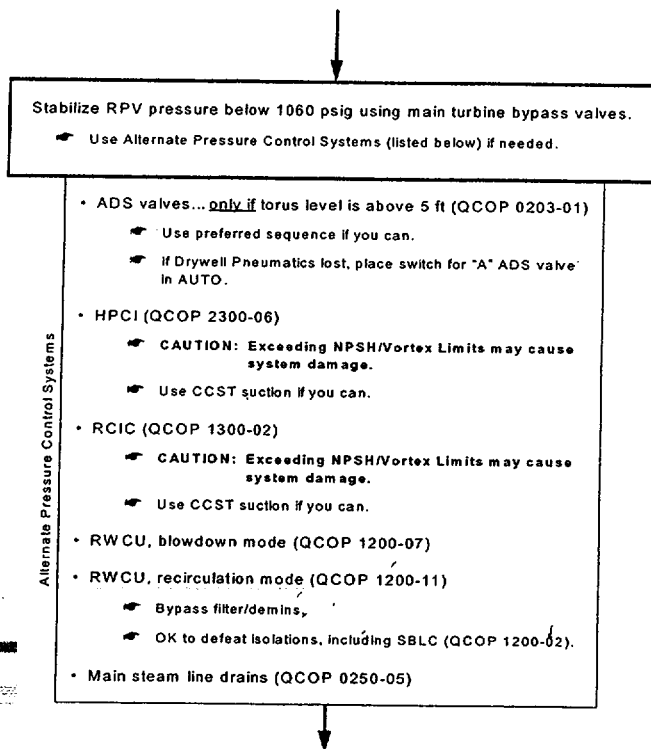 Stabilize RPV pressure below 1060 psig using main turbine bypass valves.
☛ Use Alternate Pressure Control Systems (listed below) if needed.
Alternate Pressure Control Systems
• ADS valves... only if torus level is above 5 ft (QCOP 0203-01)
☛ Use preferred sequence if you can.
☛ If Drywell Pneumatics lost, place switch for "A" ADS valve
in AUTO.
• HPCI (QCOP 2300-06)
☛ CAUTION: Exceeding NPSH/Vortex Limits may cause
system damage.
☛ Use CCST suction if you can.
• RCIC (QCOP 1300-02)
☛ CAUTION: Exceeding NPSH/Vortex Limits may cause
system damage.
☛ Use CCST suction if you can.
• RWCU, blowdown mode (QCOP 1200-07)
• RWCU, recirculation mode (QCOP 1200-11)
☛ Bypass filter/demins,
☛ OK to defeat isolations, including SBLC (QCOP 1200-02).
• Main steam line drains (QCOP 0250-05)